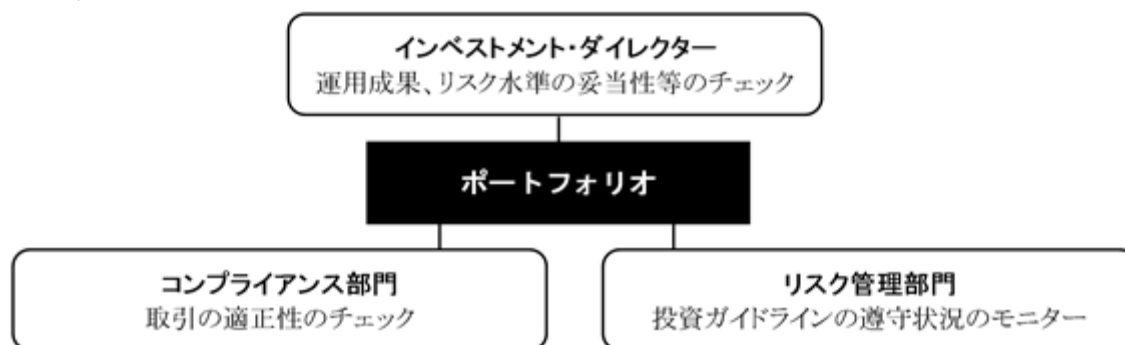 インベストメント・ダイレクター
運用成果、リスク水準の妥当性等のチェック
ポートフォリオ
コンプライアンス部門
取引の適正性のチェック
リスク管理部門
投資ガイドラインの遵守状況のモニター